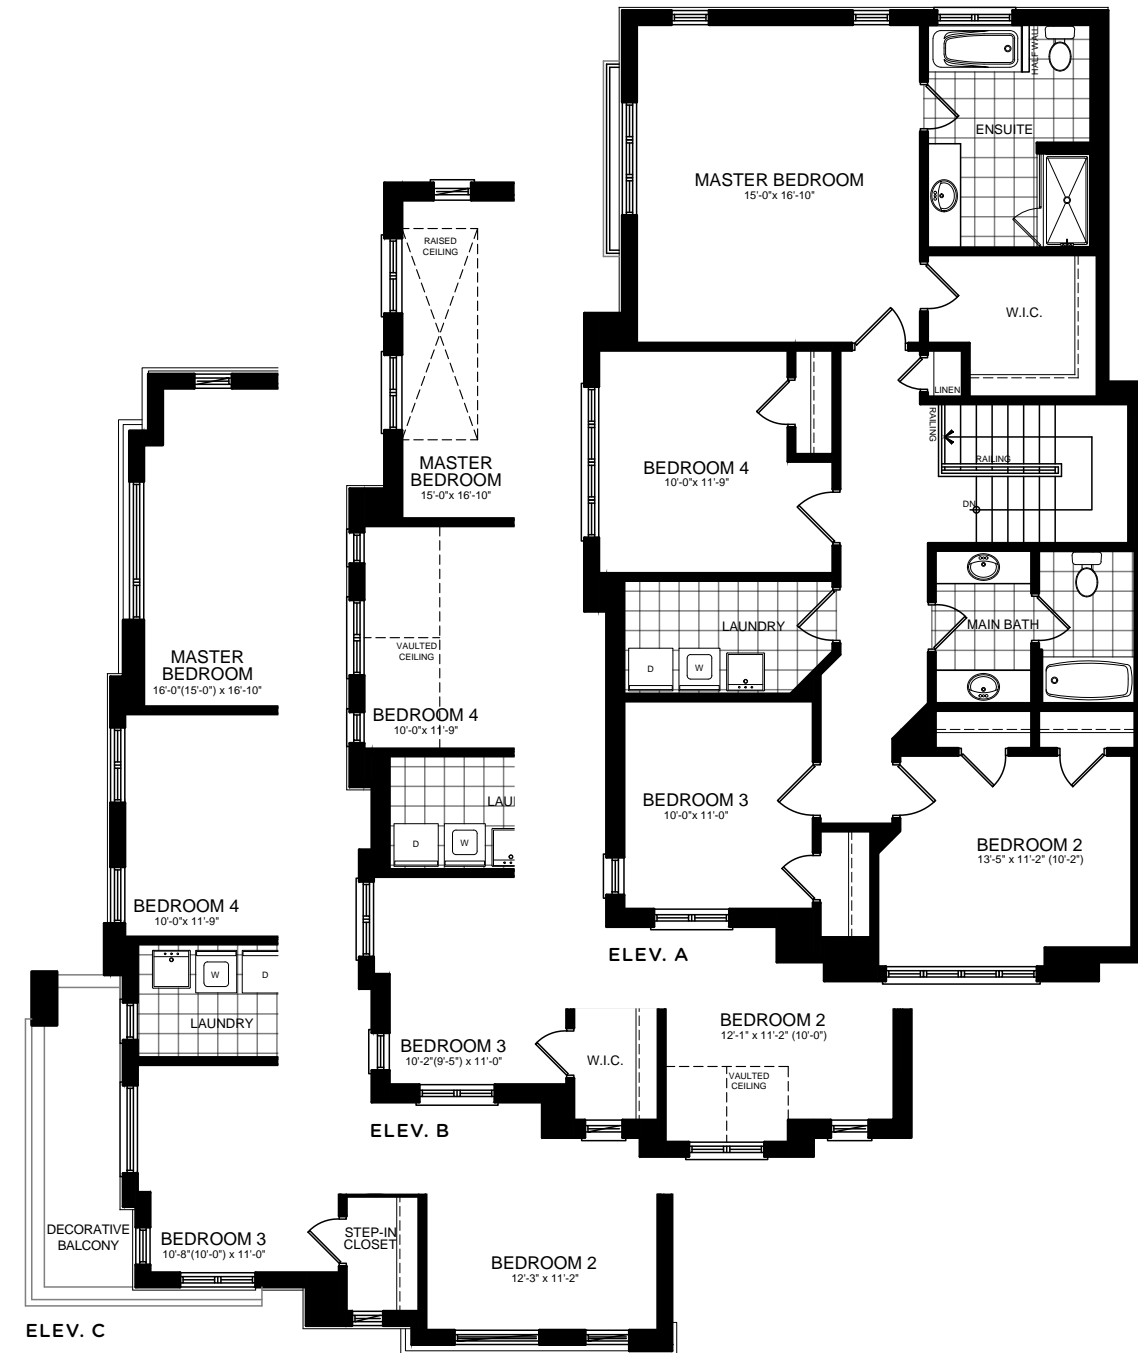 HALF WALL
ENSUITE
MASTER BEDROOM
15'-0"x 16'-10"
W.I.C.
LINEN
RAILING
RAILING
DN
BEDROOM 4
10'-0"x 11'-9"
LAUNDRY
D
W
MAIN BATH
BEDROOM 3
10'-0"x 11'-0"
BEDROOM 2
13'-5" x 11'-2" (10'-2")
ELEV. A
RAISED
CEILING
MASTER
BEDROOM
15'-0"x 16'-10"
VAULTED
CEILING
BEDROOM 4
10'-0"x 11'-9"
LAU
D
W
BEDROOM 3
10'-2"(9'-5") x 11'-0"
W.I.C.
BEDROOM 2
12'-1" x 11'-2" (10'-0")
VAULTED
CEILING
ELEV. B
MASTER
BEDROOM
16'-0"(15'-0") x 16'-10"
BEDROOM 4
10'-0"x 11'-9"
W
D
LAUNDRY
DECORATIVE
BALCONY
BEDROOM 3
10'-8"(10'-0") x 11'-0"
STEP-IN
CLOSET
BEDROOM 2
12'-3" x 11'-2"
ELEV. C